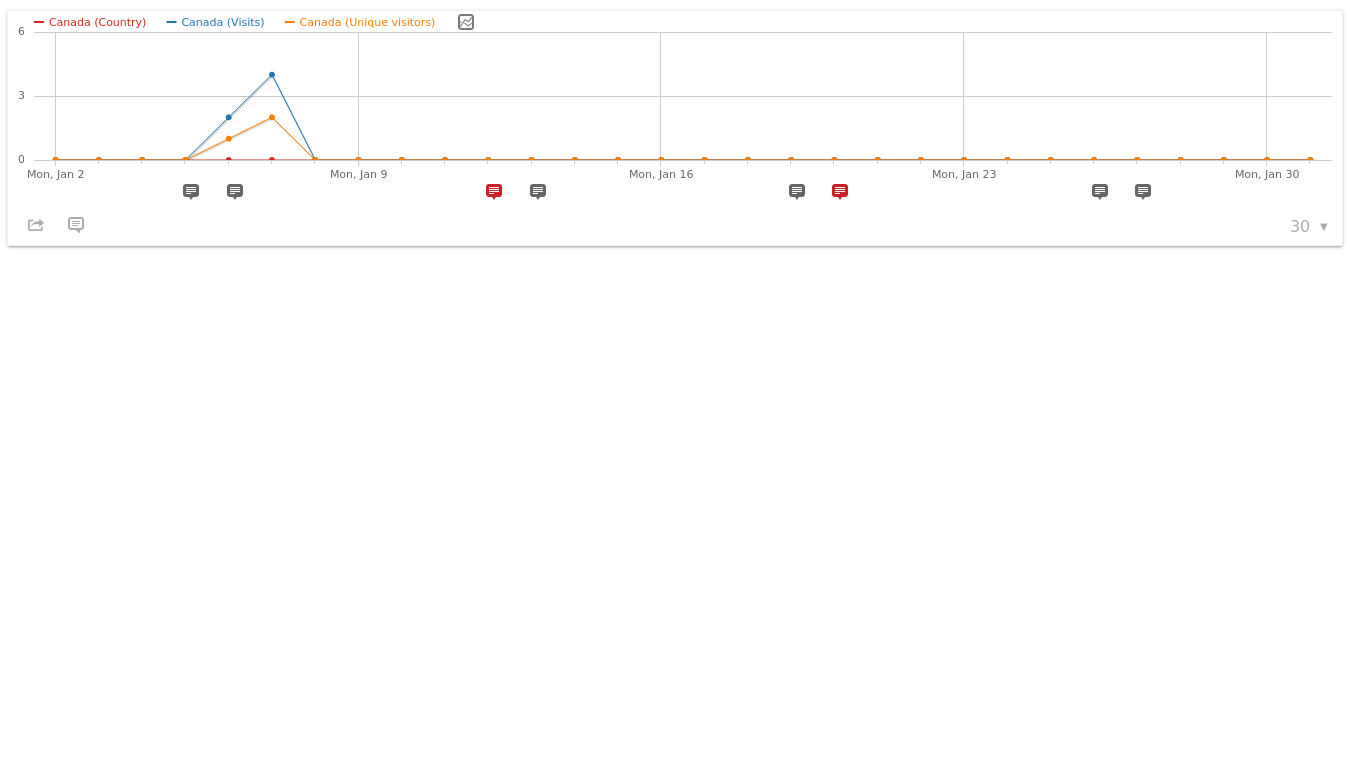 Canada (Country) Canada (Visits) Canada (Unique visitors)
6
3
0
Mon, Jan 2 Mon, Jan 9 Mon, Jan 16 Mon, Jan 23 Mon, Jan 30
30 ▼